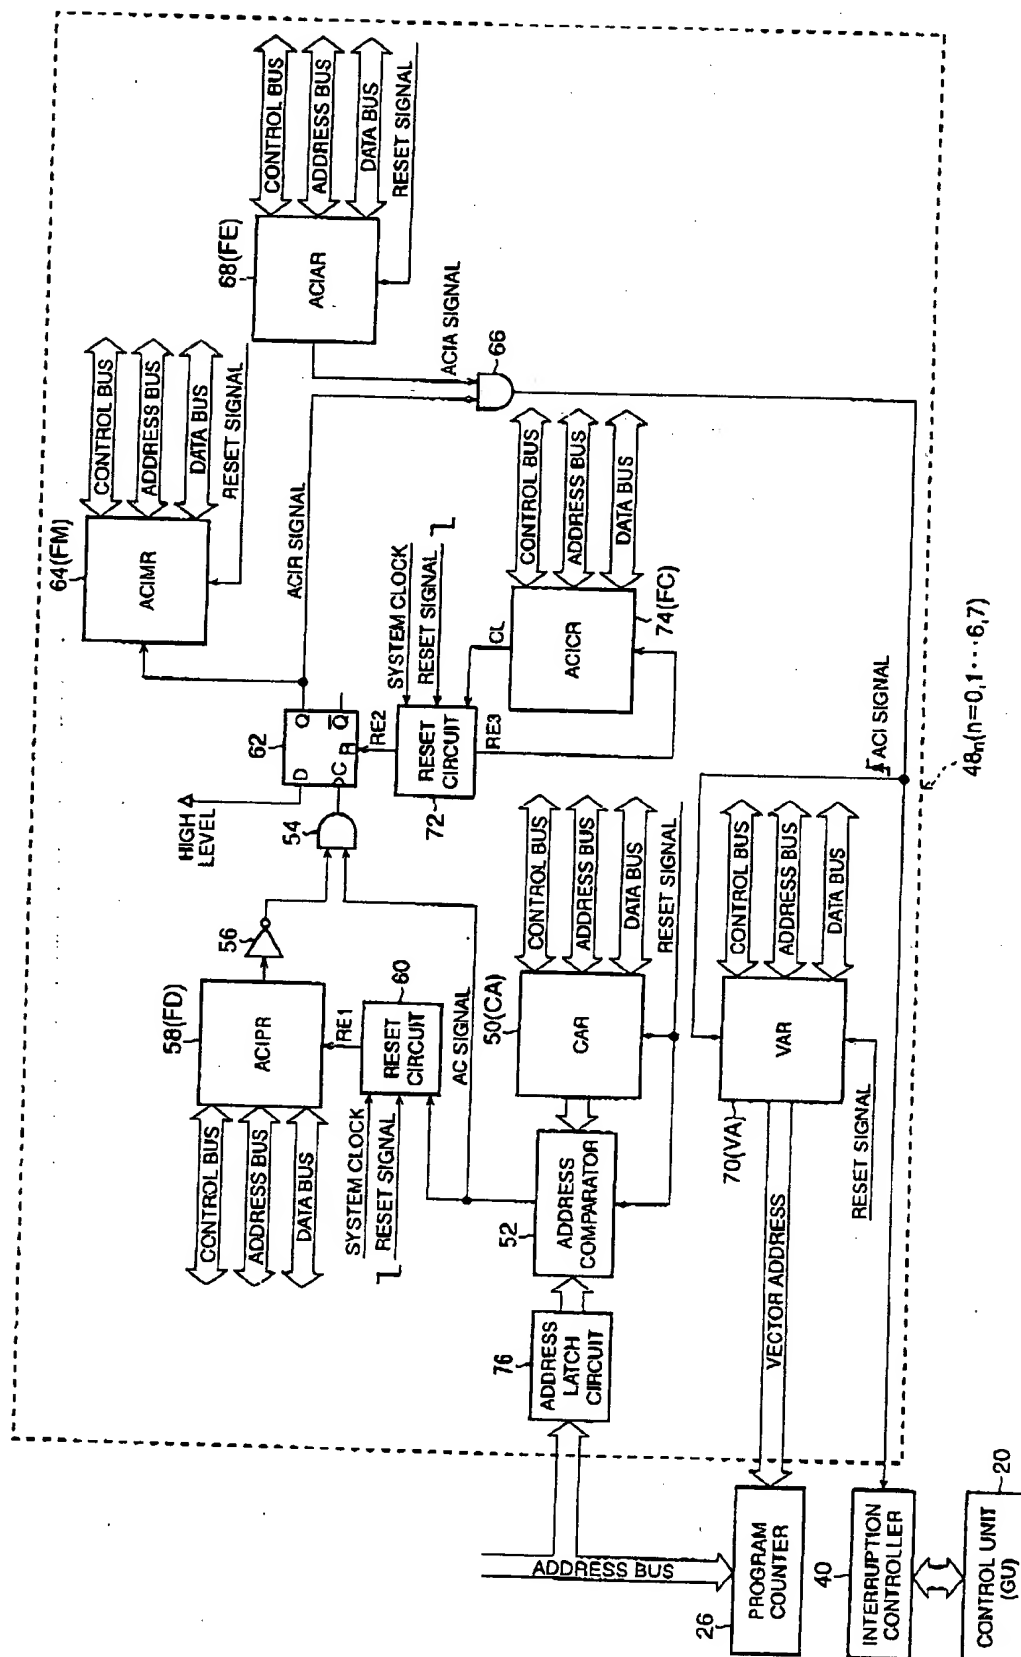 CONTROL BUS
ADDRESS BUS
DATA BUS
RESET SIGNAL
68(FE)
ACIAR
ACIA SIGNAL
66
CONTROL BUS
ADDRESS BUS
DATA BUS
RESET SIGNAL
64(FM)
ACIMR
ACIR SIGNAL
62
D
C
Q
Q
R
HIGH
LEVEL
54
56
58(FD)
ACIPR
CONTROL BUS
ADDRESS BUS
DATA BUS
RE1
60
RESET
CIRCUIT
SYSTEM CLOCK
RESET SIGNAL
AC SIGNAL
RE2
RESET
CIRCUIT
72
SYSTEM CLOCK
RESET SIGNAL
CL
RE3
ACICR
74(FC)
CONTROL BUS
ADDRESS BUS
DATA BUS
50(CA)
CAR
CONTROL BUS
ADDRESS BUS
DATA BUS
RESET SIGNAL
52
ADDRESS
COMPARATOR
76
ADDRESS
LATCH
CIRCUIT
70(VA)
VAR
CONTROL BUS
ADDRESS BUS
DATA BUS
RESET SIGNAL
VECTOR ADDRESS
ACI SIGNAL
48n(n=0,1···6,7)
ADDRESS BUS
26
PROGRAM
COUNTER
40
INTERRUPTION
CONTROLLER
20
CONTROL UNIT
(GU)